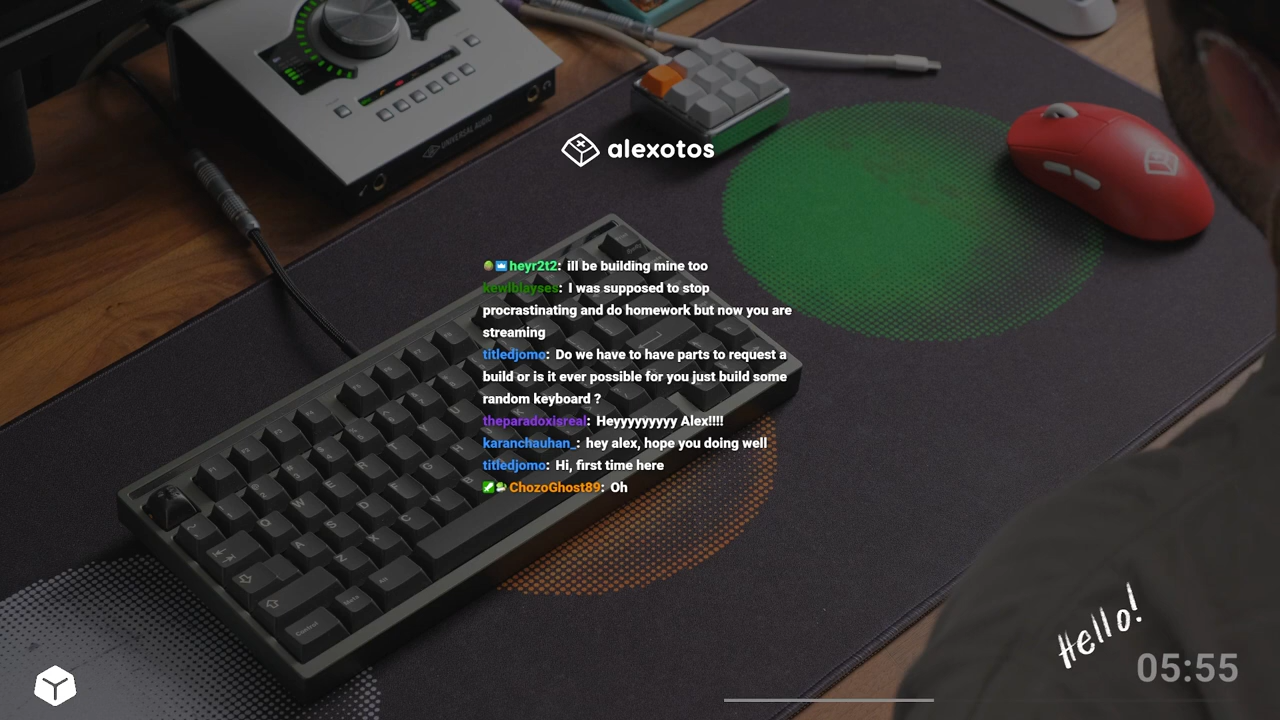 UNIVERSAL AUDIO
alexotos
heyr2t2: ill be building mine too
kewlblayses: I was supposed to stop
procrastinating and do homework but now you are
streaming
titledjomo: Do we have to have parts to request a
build or is it ever possible for you just build some
random keyboard ?
theparadoxisreal: Heyyyyyyyyy Alex!!!!
karanchauhan_: hey alex, hope you doing well
titledjomo: Hi, first time here
ChozoGhost89: Oh
Hello!
05:55